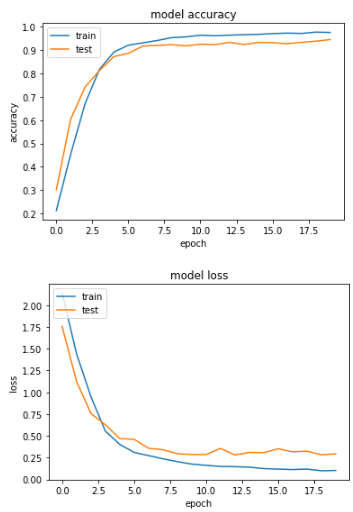 model accuracy
1.0
0.9
0.8
0.7
0.6
0.5
0.4
0.3
0.2
accuracy
train
test
0.0 2.5 5.0 7.5 10.0 12.5 15.0 17.5
epoch
model loss
2.00
1.75
1.50
1.25
1.00
0.75
0.50
0.25
0.00
loss
train
test
0.0 2.5 5.0 7.5 10.0 12.5 15.0 17.5
epoch